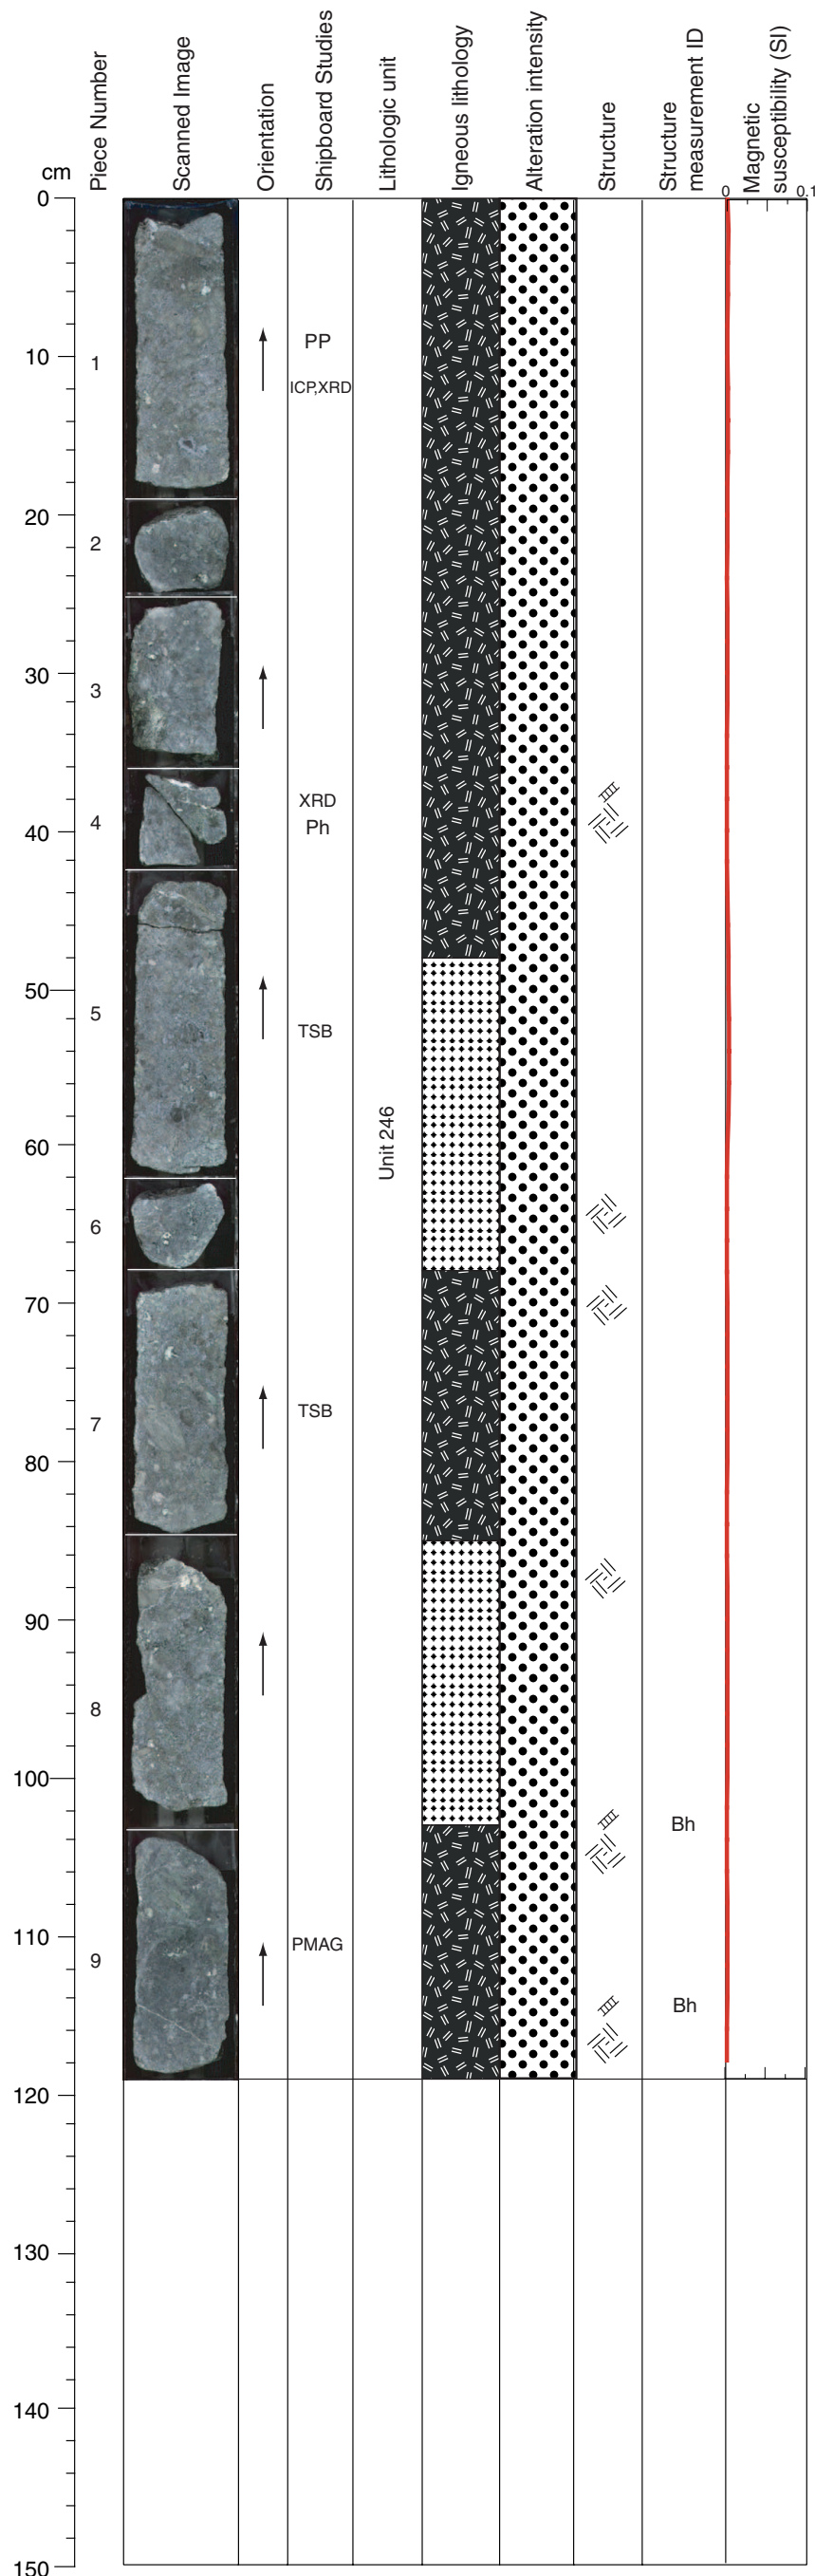 cm
Piece Number
Scanned Image
Orientation
Shipboard Studies
Lithologic unit
Igneous lithology
Alteration intensity
Structure
Structure
measurement ID
Magnetic
susceptibility (SI)
0
0.1
0
10
20
30
40
50
60
70
80
90
100
110
120
130
140
150
1
2
3
4
5
6
7
8
9
PP
ICP,XRD
XRD
Ph
TSB
TSB
PMAG
Unit 246
Bh
Bh